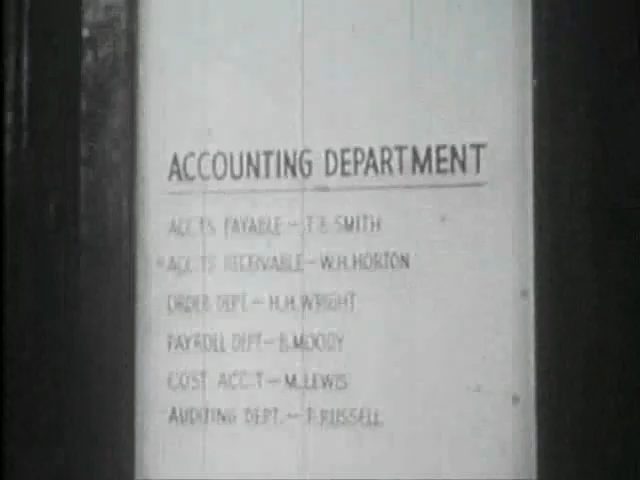 ACCOUNTING DEPARTMENT
ACC.TS PAYABLE - T.E. SMITH
ACC.TS RECEIVABLE - W.H. HORTON
ORDER DEPT. - H.H. WRIGHT
PAYROLL DEPT - B. MOODY
COST ACC.T - M. LEWIS
AUDITING DEPT. - P. RUSSELL